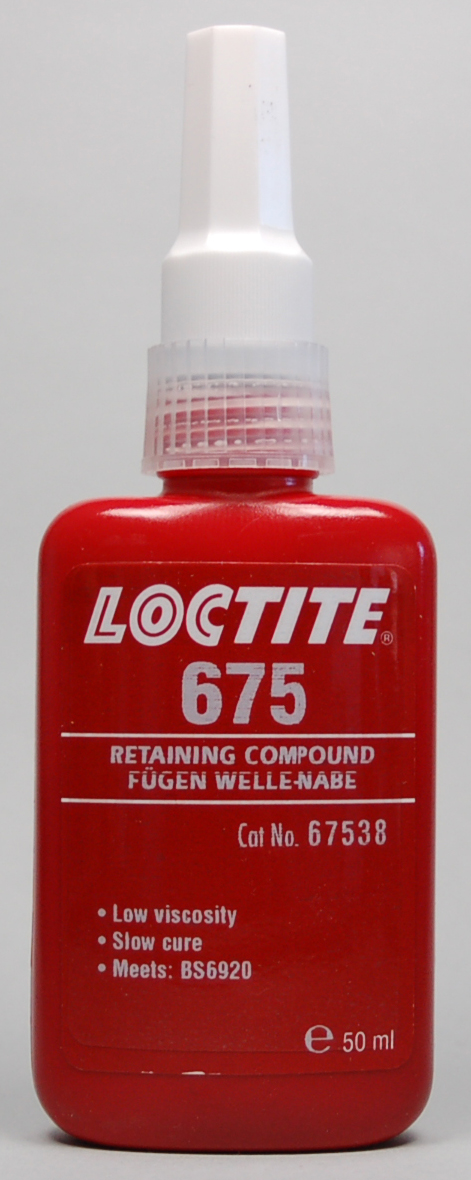 LOCTITE®
675
RETAINING COMPOUND
FÜGEN WELLE-NABE
Cat No. 67538
• Low viscosity
• Slow cure
• Meets: BS6920
℮ 50 ml